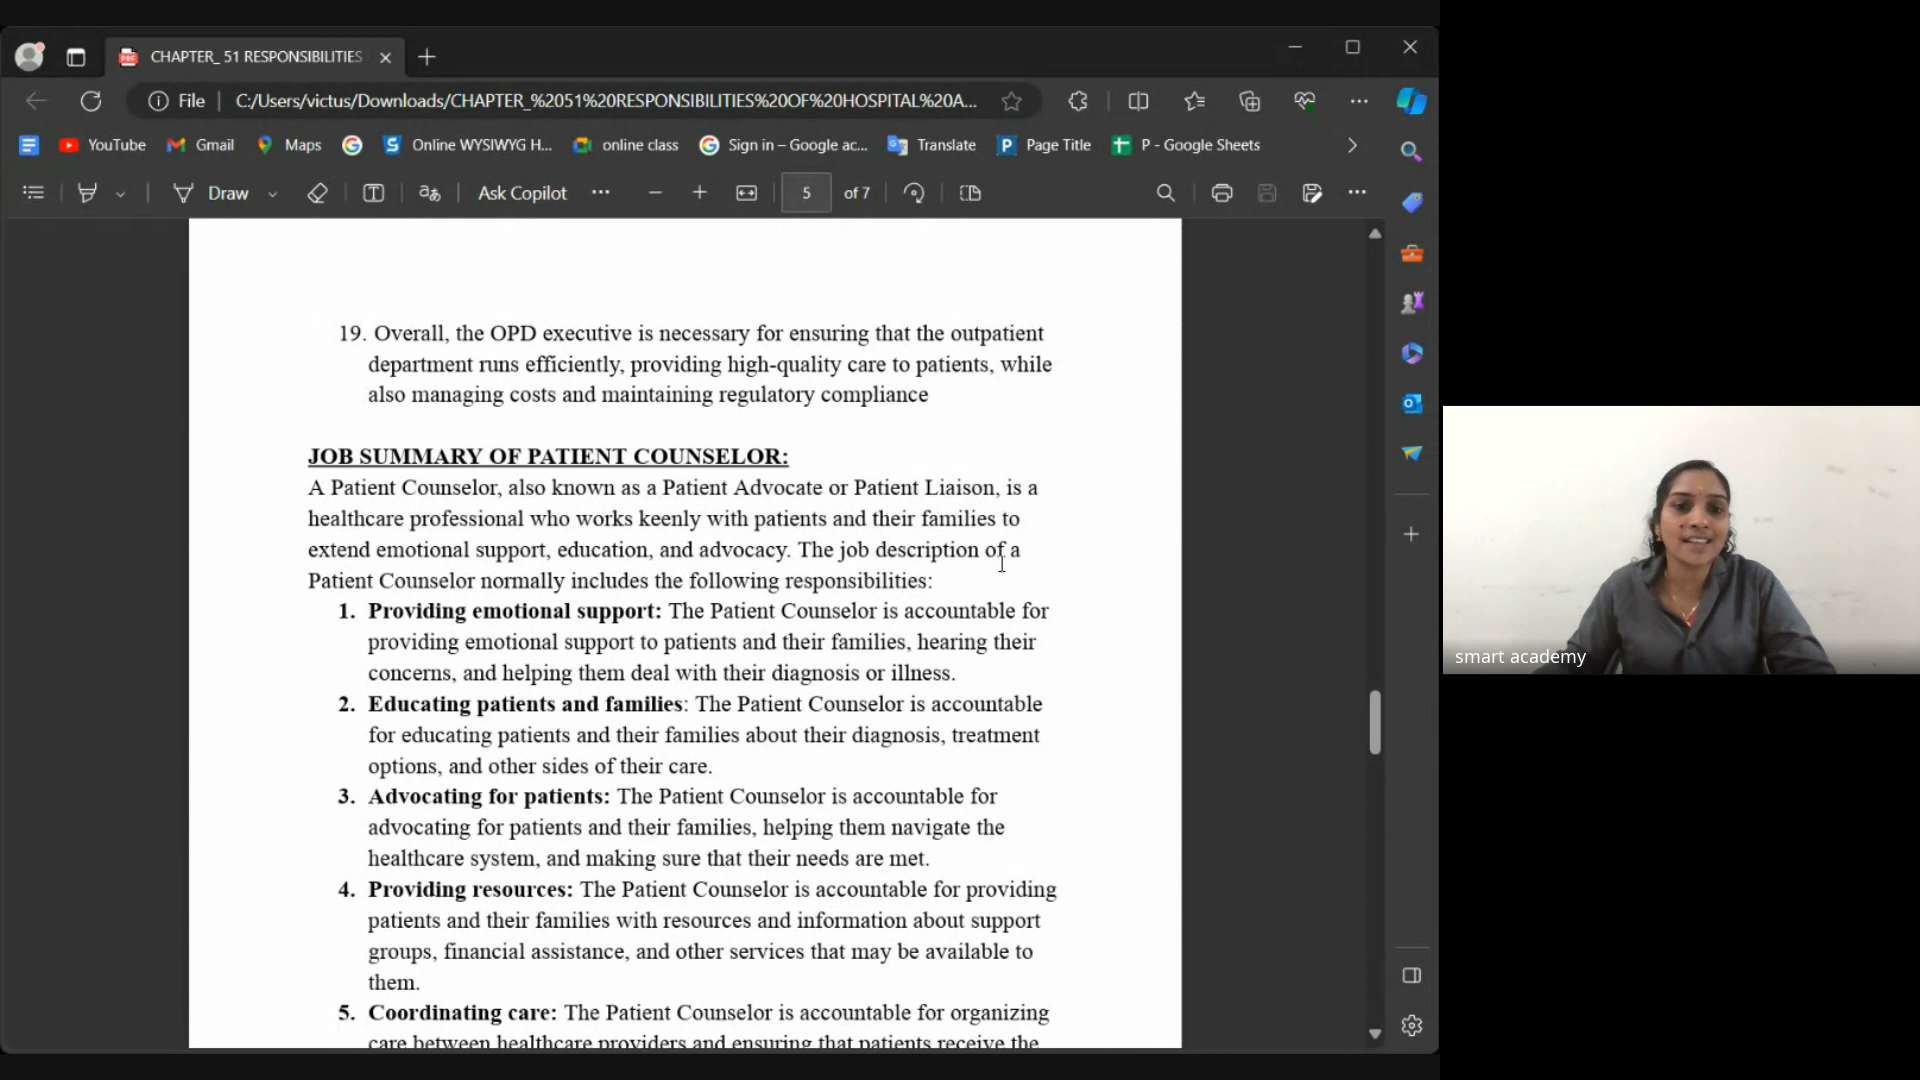 CHAPTER_ 51 RESPONSIBILITIES
File
C:/Users/victus/Downloads/CHAPTER_%2051%20RESPONSIBILITIES%20OF%20HOSPITAL%20A...
YouTube Gmail Maps Online WYSIWYG H... online class Sign in – Google ac... Translate Page Title P - Google Sheets
Draw Ask Copilot 5 of 7
19. Overall, the OPD executive is necessary for ensuring that the outpatient
department runs efficiently, providing high-quality care to patients, while
also managing costs and maintaining regulatory compliance
JOB SUMMARY OF PATIENT COUNSELOR:
A Patient Counselor, also known as a Patient Advocate or Patient Liaison, is a
healthcare professional who works keenly with patients and their families to
extend emotional support, education, and advocacy. The job description of a
Patient Counselor normally includes the following responsibilities:
1. Providing emotional support: The Patient Counselor is accountable for
providing emotional support to patients and their families, hearing their
concerns, and helping them deal with their diagnosis or illness.
2. Educating patients and families: The Patient Counselor is accountable
for educating patients and their families about their diagnosis, treatment
options, and other sides of their care.
3. Advocating for patients: The Patient Counselor is accountable for
advocating for patients and their families, helping them navigate the
healthcare system, and making sure that their needs are met.
4. Providing resources: The Patient Counselor is accountable for providing
patients and their families with resources and information about support
groups, financial assistance, and other services that may be available to
them.
5. Coordinating care: The Patient Counselor is accountable for organizing
care between healthcare providers and ensuring that patients receive the
smart academy